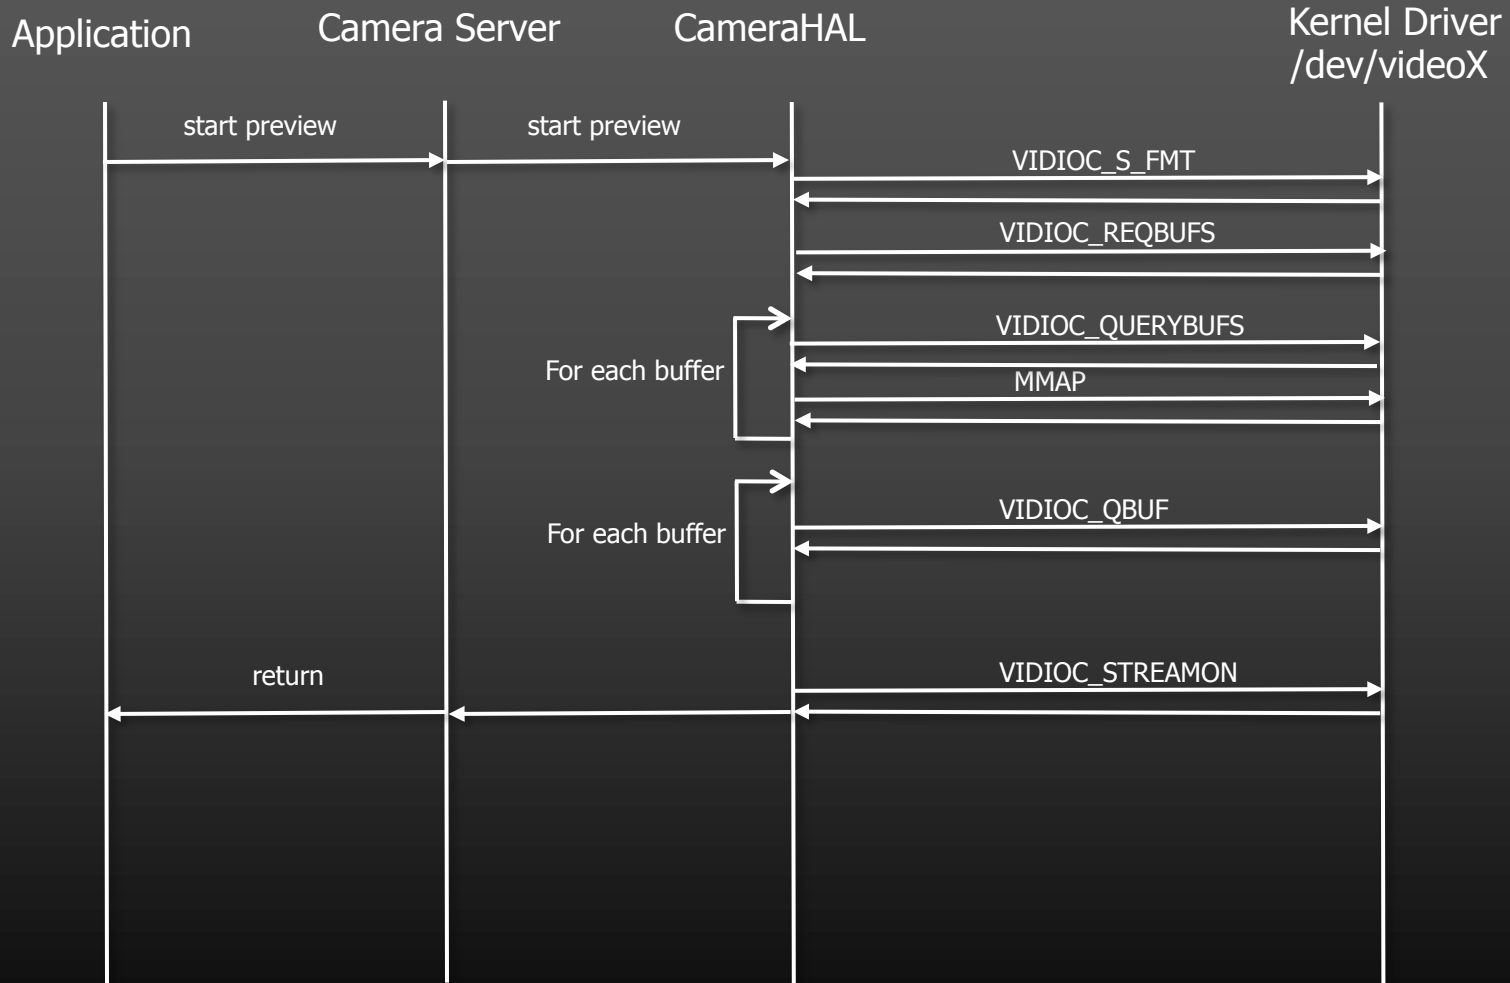 Application
Camera Server
CameraHAL
Kernel Driver
/dev/videoX
start preview
start preview
VIDIOC_S_FMT
VIDIOC_REQBUFS
VIDIOC_QUERYBUFS
For each buffer
MMAP
VIDIOC_QBUF
For each buffer
return
VIDIOC_STREAMON